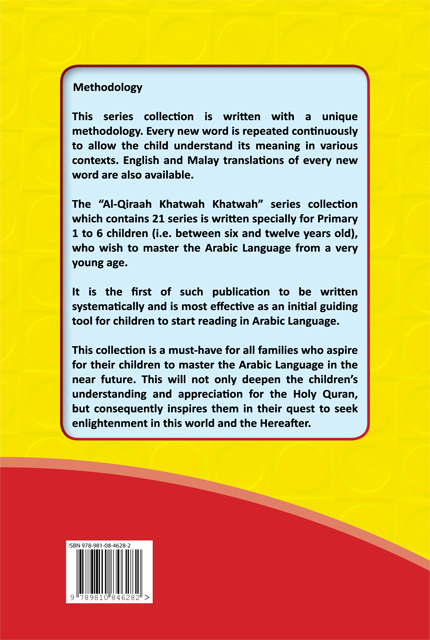 Methodology
This series collection is written with a unique
methodology. Every new word is repeated continuously
to allow the child understand its meaning in various
contexts. English and Malay translations of every new
word are also available.
The “Al-Qiraah Khatwah Khatwah” series collection
which contains 21 series is written specially for Primary
1 to 6 children (i.e. between six and twelve years old),
who wish to master the Arabic Language from a very
young age.
It is the first of such publication to be written
systematically and is most effective as an initial guiding
tool for children to start reading in Arabic Language.
This collection is a must-have for all families who aspire
for their children to master the Arabic Language in the
near future. This will not only deepen the children’s
understanding and appreciation for the Holy Quran,
but consequently inspires them in their quest to seek
enlightenment in this world and the Hereafter.
ISBN 978-981-08-4628-2
9 789810 846282 >